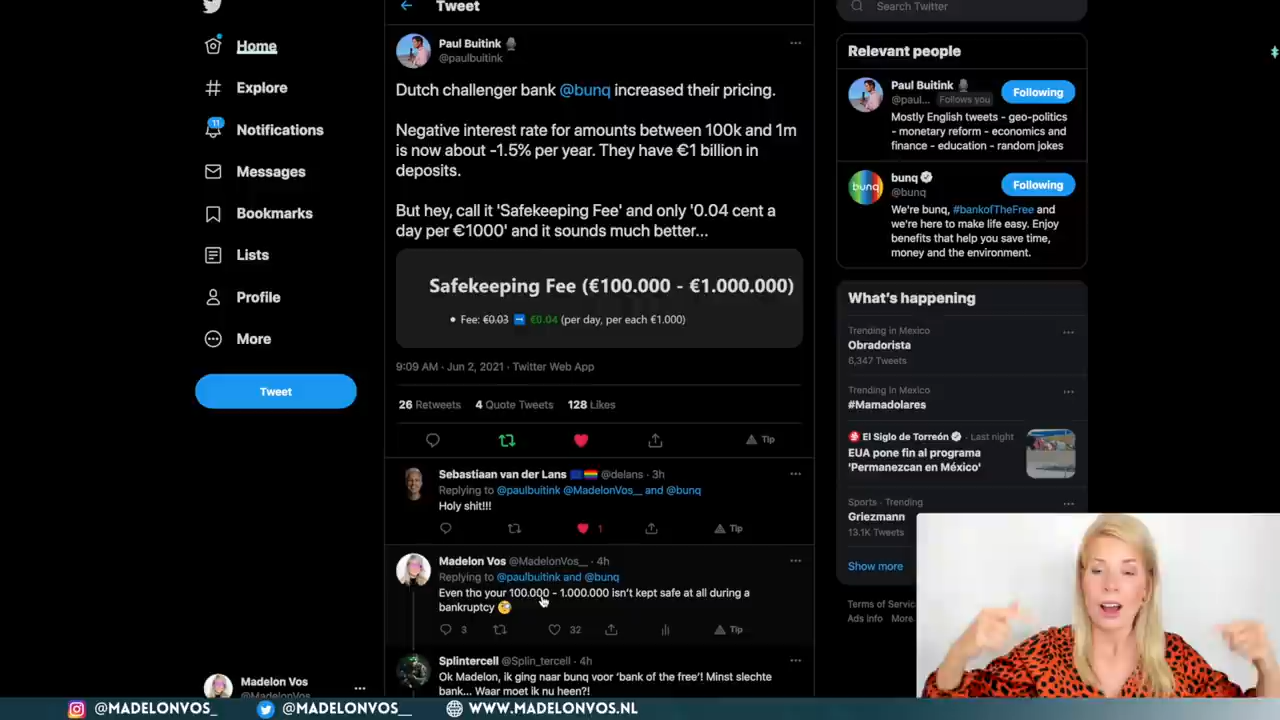 Home
Explore
11
Notifications
Messages
Bookmarks
Lists
Profile
More
Tweet
Madelon Vos
@MadelonVos
Tweet
Paul Buitink
@paulbuitink
Dutch challenger bank @bunq increased their pricing.
Negative interest rate for amounts between 100k and 1m
is now about -1.5% per year. They have €1 billion in
deposits.
But hey, call it 'Safekeeping Fee' and only '0.04 cent a
day per €1000' and it sounds much better...
Safekeeping Fee (€100.000 - €1.000.000)
• Fee: €0.03 ➡ €0.04 (per day, per each €1.000)
9:09 AM · Jun 2, 2021 · Twitter Web App
26 Retweets 4 Quote Tweets 128 Likes
Tip
Sebastiaan van der Lans @delans · 3h
Replying to @paulbuitink @MadelonVos__ and @bunq
Holy shit!!!
1 Tip
Madelon Vos @MadelonVos__ · 4h
Replying to @paulbuitink and @bunq
Even tho your 100.000 - 1.000.000 isn't kept safe at all during a
bankruptcy
3 32 Tip
Splintercell @Splin_tercell · 4h
Ok Madelon, ik ging naar bunq voor 'bank of the free'! Minst slechte
bank... Waar moet ik nu heen?!
Search Twitter
Relevant people
Paul Buitink
@paul... Follows you
Following
Mostly English tweets - geo-politics
- monetary reform - economics and
finance - education - random jokes
bunq
bunq
@bunq
Following
We're bunq, #bankofTheFree and
we're here to make life easy. Enjoy
benefits that help you save time,
money and the environment.
What's happening
Trending in Mexico
Obradorista
6,347 Tweets
Trending in Mexico
#Mamadolares
El Siglo de Torreón · Last night
EUA pone fin al programa
'Permanezcan en México'
Sports · Trending
Griezmann
13.1K Tweets
Show more
Terms of Servic
Ads info More
@MADELONVOS_ @MADELONVOS__ WWW.MADELONVOS.NL